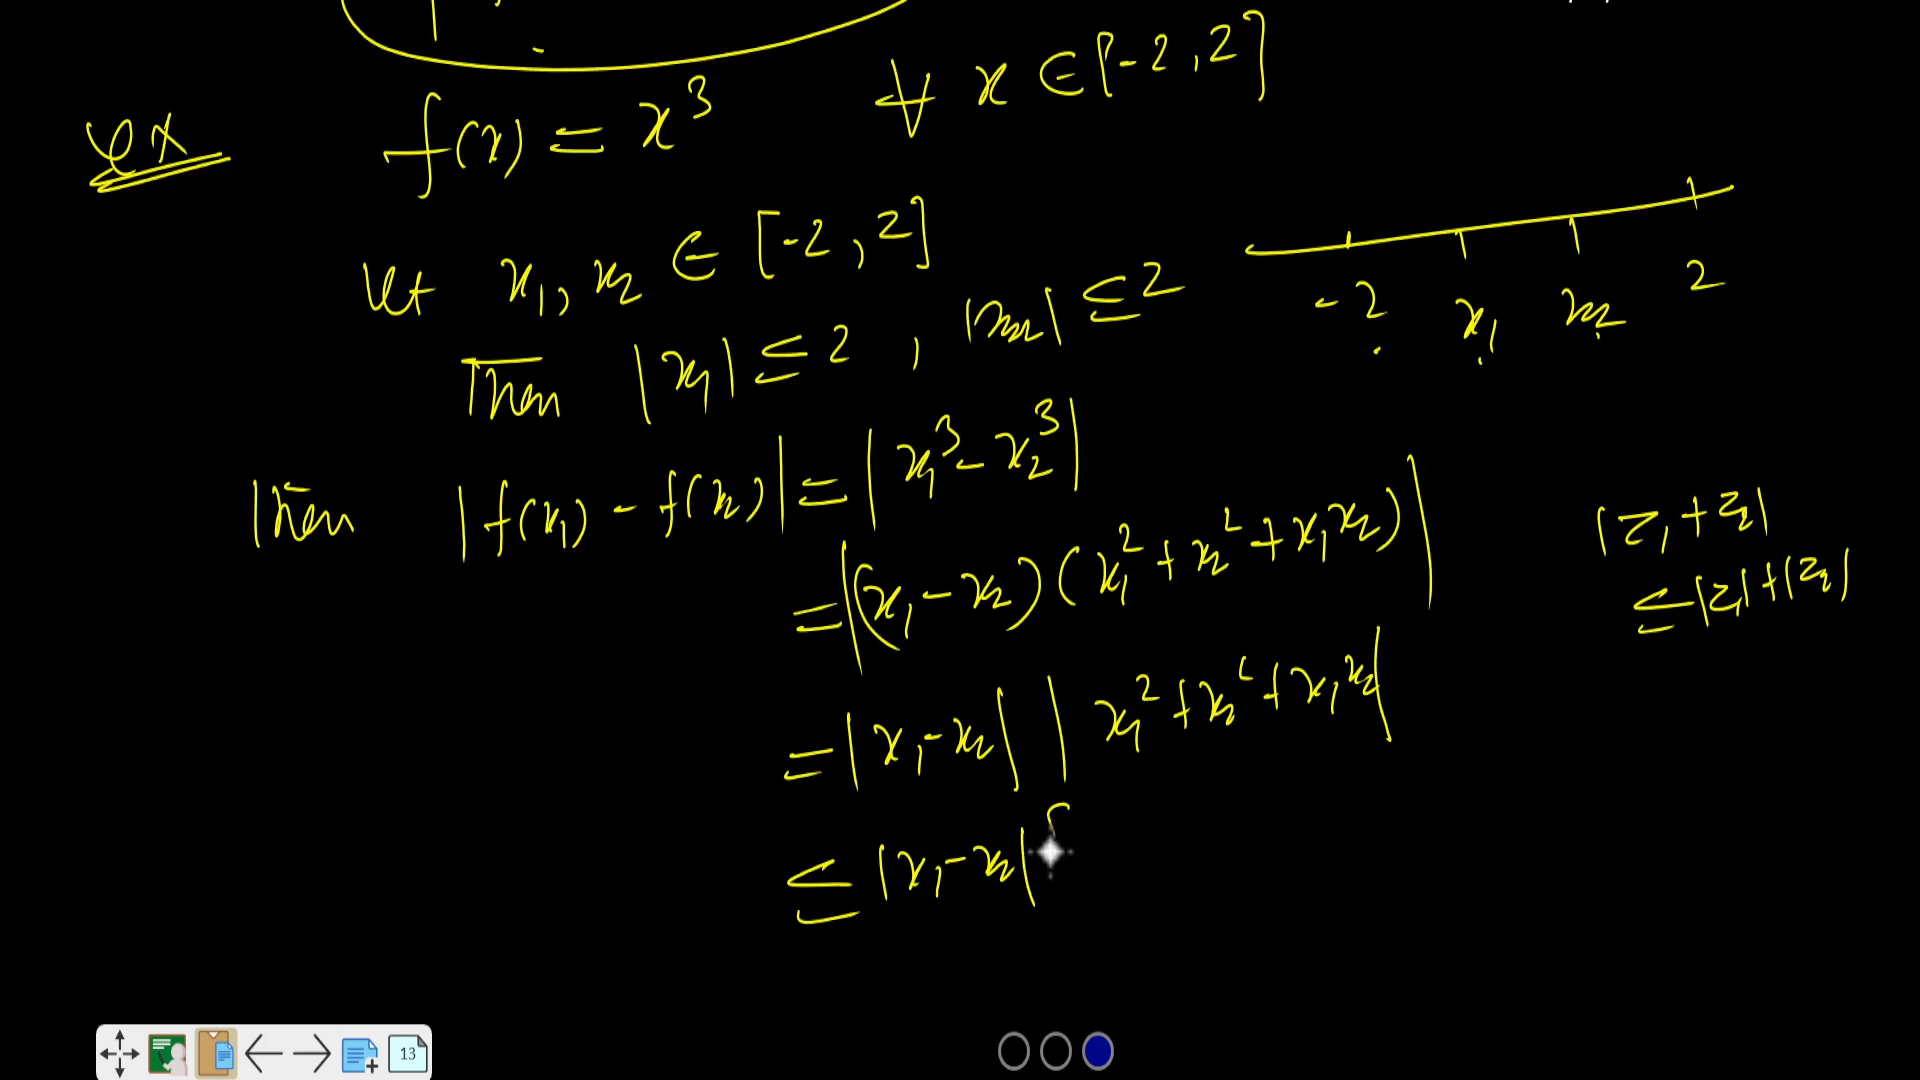 ex f(x) = x³ ∀ x ∈ [-2, 2]
let x₁, x₂ ∈ [-2, 2]
-2 x₁ x₂ 2
Then |x₁| ≤ 2, |x₂| ≤ 2
Then |f(x₁) - f(x₂)| = |x₁³ - x₂³|
= |(x₁ - x₂)(x₁² + x₂² + x₁x₂)|
|z₁ + z₂|
≤ |z₁| + |z₂|
= |x₁ - x₂| |x₁² + x₂² + x₁x₂|
≤ |x₁ - x₂|
13